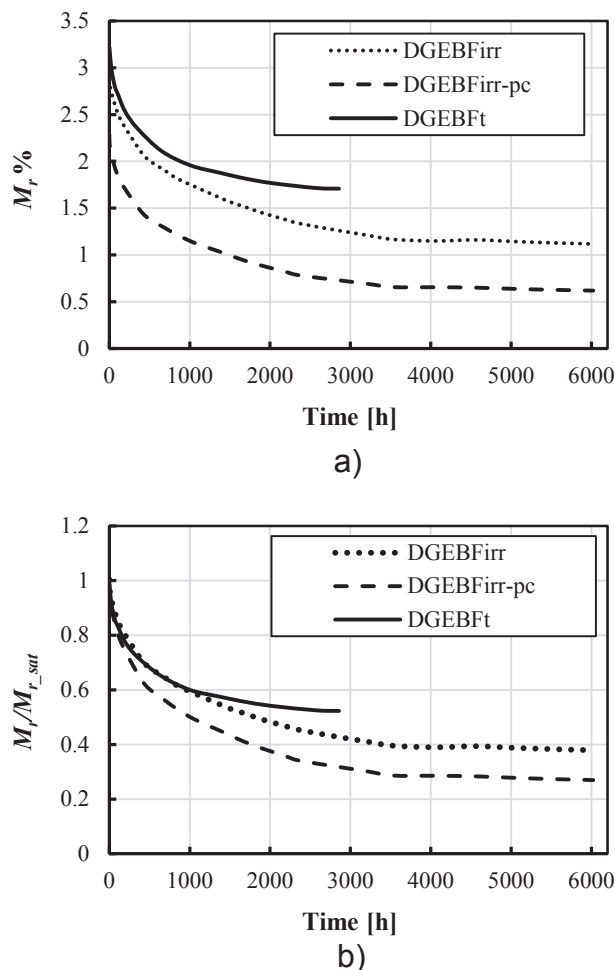 3.5
3
2.5
2
1.5
1
0.5
0
M_r %
DGEBFirr
DGEBFirr-pc
DGEBFt
0 1000 2000 3000 4000 5000 6000
Time [h]
a)
1.2
1
0.8
0.6
0.4
0.2
0
M_r/M_{r_sat}
DGEBFirr
DGEBFirr-pc
DGEBFt
0 1000 2000 3000 4000 5000 6000
Time [h]
b)